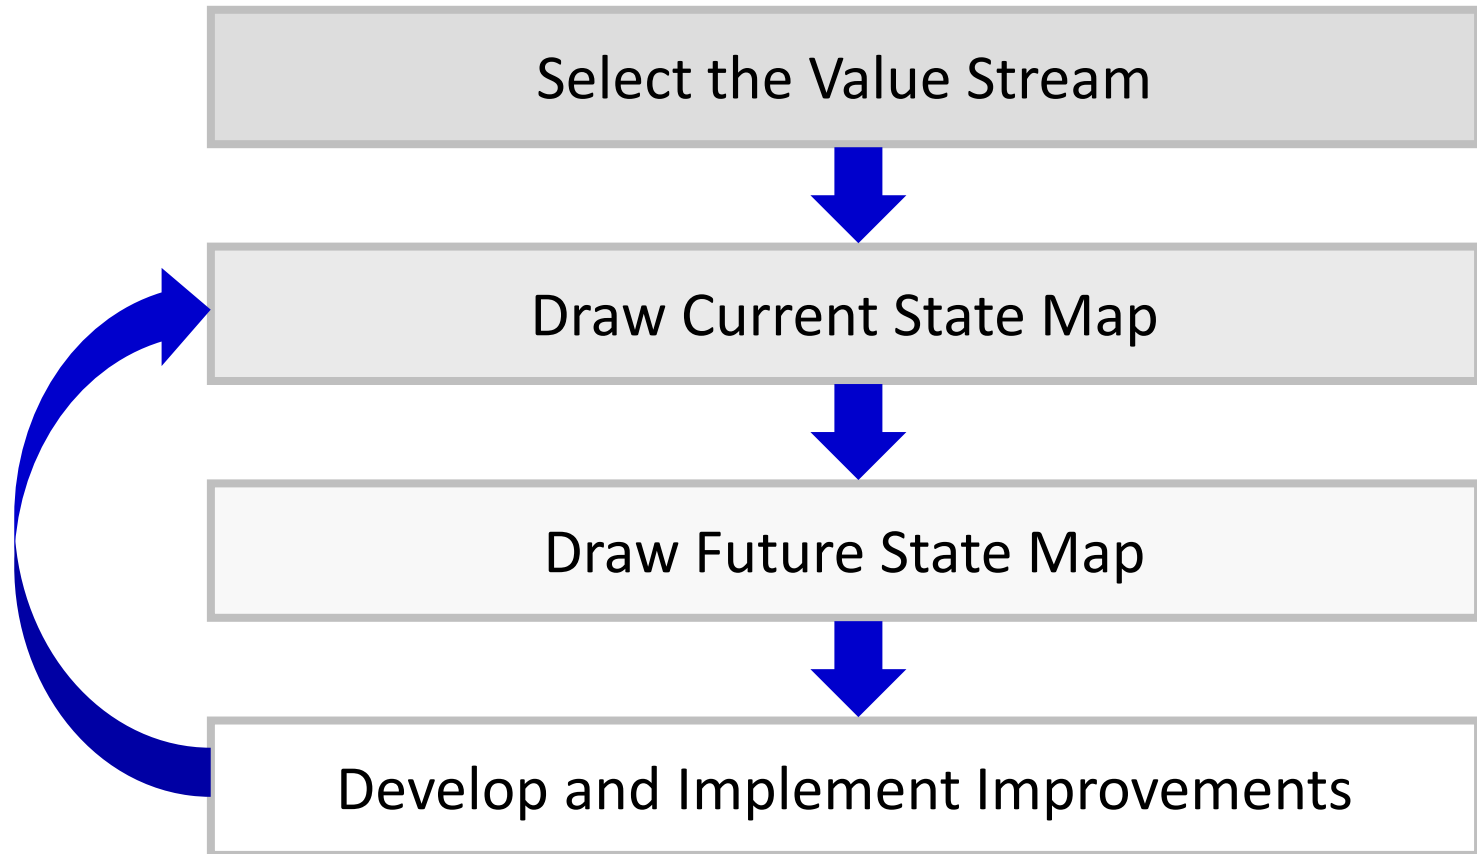 Select the Value Stream
Draw Current State Map
Draw Future State Map
Develop and Implement Improvements